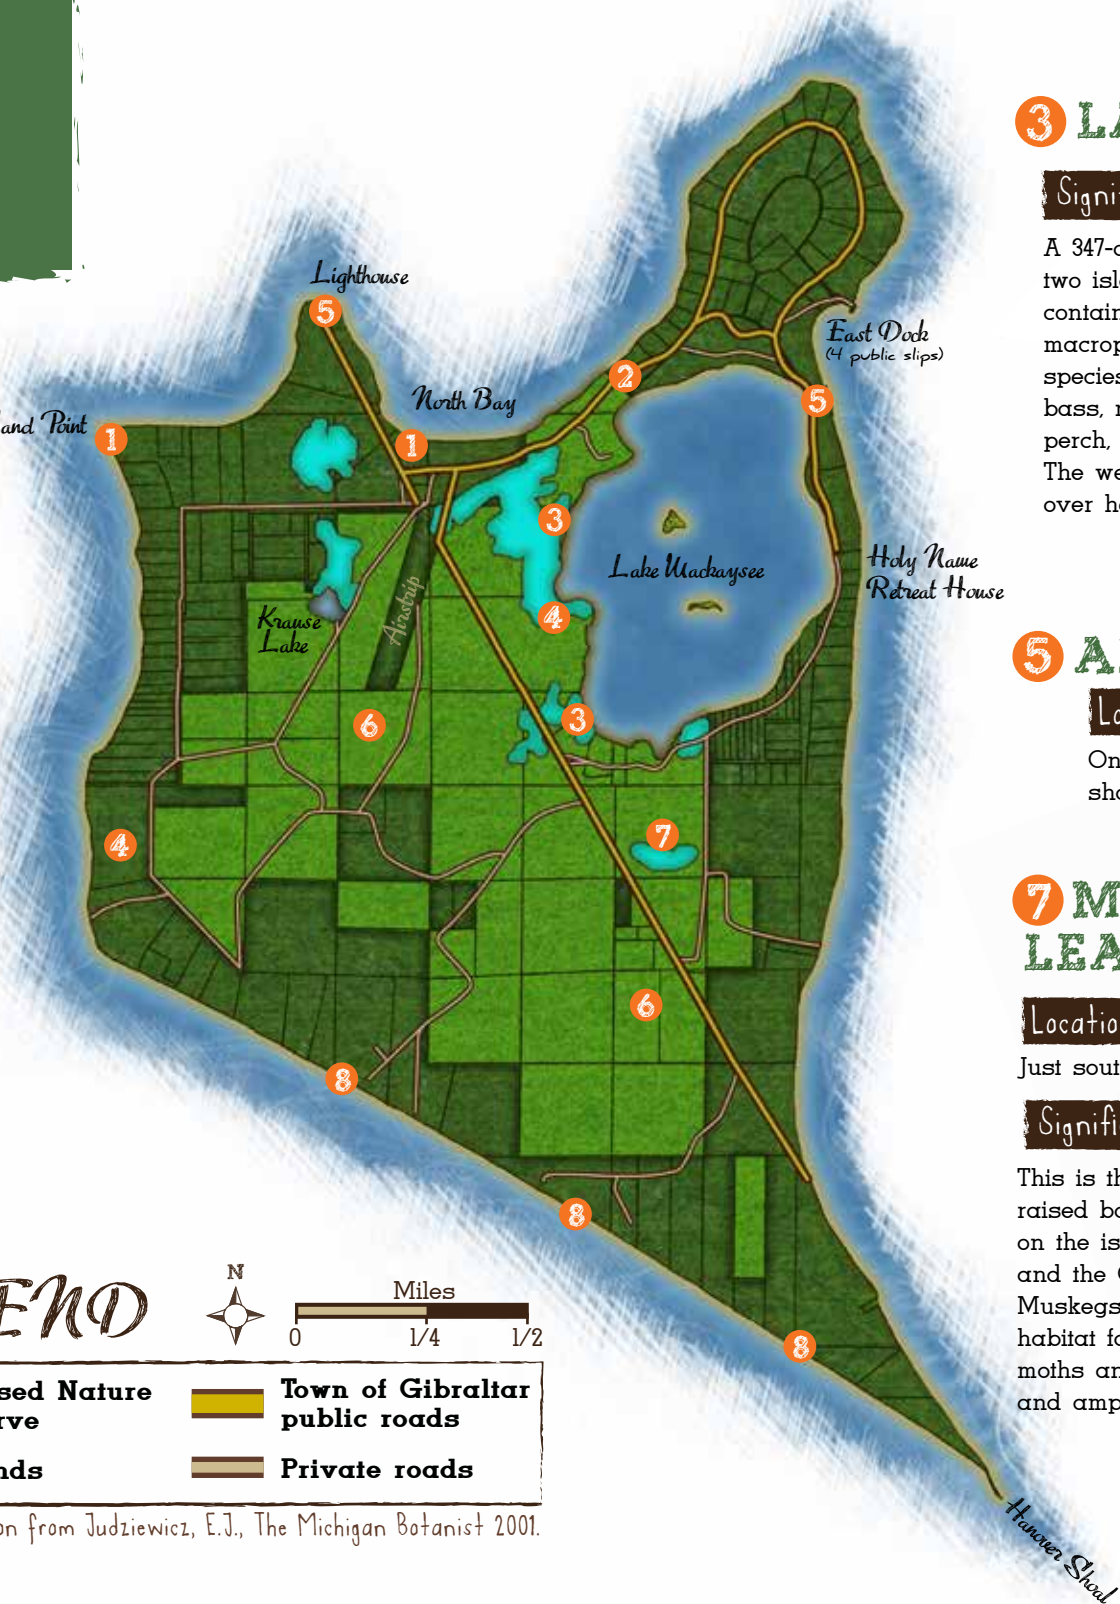 Lighthouse
5
and Point
1
North Bay
1
2
East Dock
(4 public slips)
5
3
Lake Mackaysee
Holy Name
Retreat House
Airstrip
Krause
Lake
4
3
6
7
4
6
8
8
8
Hanover Shoal
3 LA
Signi
A 347-
two isl
contain
macrop
species
bass, r
perch,
The we
over h
5 A
Lo
On
sho
7 M
LEA
Locatio
Just sout
Signifi
This is th
raised bo
on the is
and the
Muskegs
habitat fo
moths an
and amp
END
N
Miles
0 1/4 1/2
sed Nature
rve
nds
Town of Gibraltar
public roads
Private roads
on from Judziewicz, E.J., The Michigan Botanist 2001.